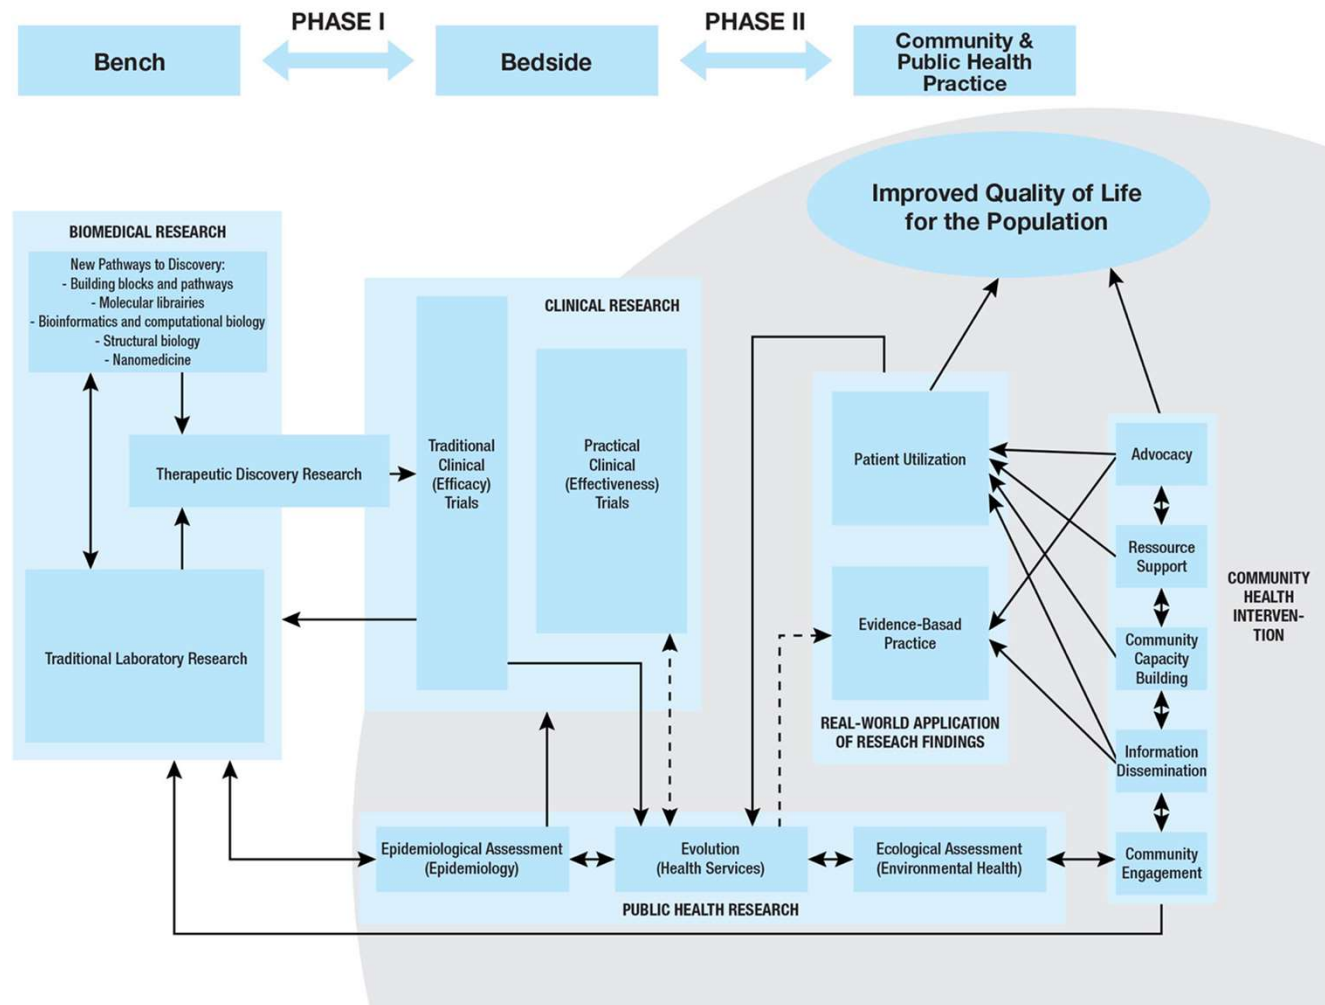 PHASE I
PHASE II
Bench
Bedside
Community &
Public Health
Practice
Improved Quality of Life
for the Population
BIOMEDICAL RESEARCH
New Pathways to Discovery:
- Building blocks and pathways
- Molecular librairies
- Bioinformatics and computational biology
- Structural biology
- Nanomedicine
Therapeutic Discovery Research
Traditional Laboratory Research
CLINICAL RESEARCH
Traditional
Clinical
(Efficacy)
Trials
Practical
Clinical
(Effectiveness)
Trials
Patient Utilization
Evidence-Basad
Practice
REAL-WORLD APPLICATION
OF RESEACH FINDINGS
Advocacy
Ressource
Support
Community
Capacity
Building
Information
Dissemination
Community
Engagement
COMMUNITY
HEALTH
INTERVEN-
TION
Epidemiological Assessment
(Epidemiology)
Evolution
(Health Services)
Ecological Assessment
(Environmental Health)
PUBLIC HEALTH RESEARCH